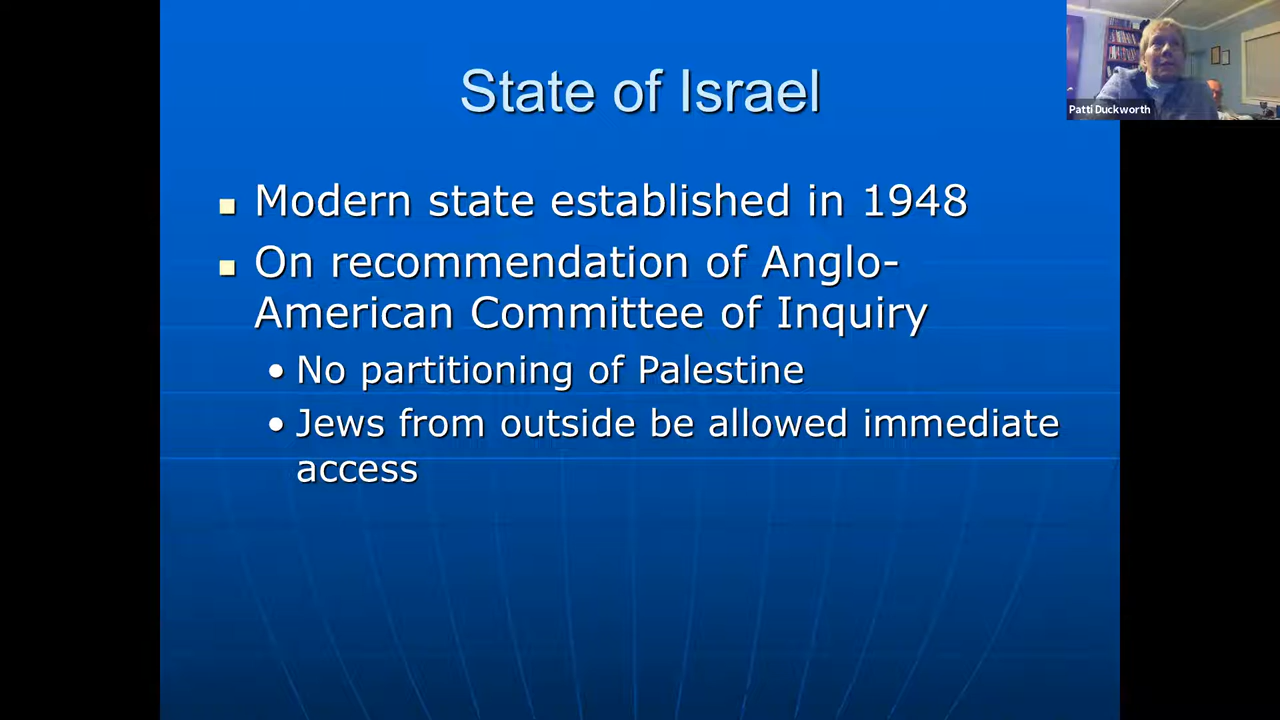 State of Israel
Patti Duckworth
Modern state established in 1948
On recommendation of Anglo-
American Committee of Inquiry
• No partitioning of Palestine
• Jews from outside be allowed immediate
access